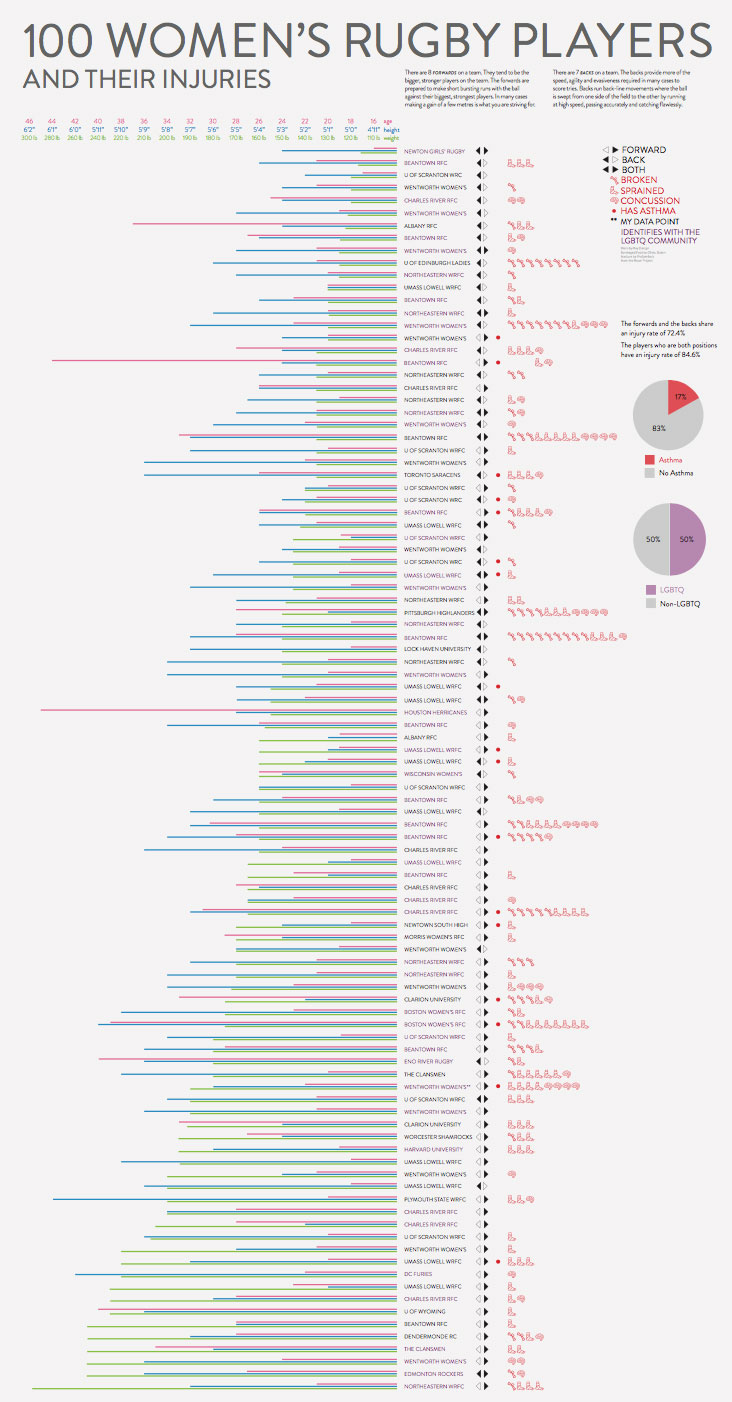 100 WOMEN'S RUGBY PLAYERS
AND THEIR INJURIES
There are 8 FORWARDS on a team. They tend to be the
bigger, stronger players on the team. The forwards are
prepared to make short bursting runs with the ball
against their biggest, strongest players. In many cases
making a gain of a few metres is what you are striving for.
There are 7 BACKS on a team. The backs provide more of the
speed, agility and evasiveness required in many cases to
score tries. Backs run back-line movements where the ball
is swept from one side of the field to the other by running
at high speed, passing accurately and catching flawlessly.
46 44 42 40 38 36 34 32 30 28 26 24 22 20 18 16 age
6'2" 6'1" 6'0" 5'11" 5'10" 5'9" 5'8" 5'7" 5'6" 5'5" 5'4" 5'3" 5'2" 5'1" 5'0" 4'11" height
300 lb 280 lb 260 lb 240 lb 220 lb 210 lb 200 lb 190 lb 180 lb 170 lb 160 lb 150 lb 140 lb 130 lb 120 lb 110 lb weight
FORWARD
BACK
BOTH
BROKEN
SPRAINED
CONCUSSION
HAS ASTHMA
** MY DATA POINT
IDENTIFIES WITH THE
LGBTQ COMMUNITY
NEWTON GIRLS' RUGBY
BEANTOWN RFC
U OF SCRANTON WRC
WENTWORTH WOMEN'S
CHARLES RIVER RFC
WENTWORTH WOMEN'S
ALBANY RFC
BEANTOWN RFC
WENTWORTH WOMEN'S
U OF EDINBURGH LADIES
NORTHEASTERN WRFC
UMASS LOWELL WRFC
BEANTOWN RFC
NORTHEASTERN WRFC
WENTWORTH WOMEN'S
WENTWORTH WOMEN'S
CHARLES RIVER RFC
BEANTOWN RFC
NORTHEASTERN WRFC
CHARLES RIVER RFC
NORTHEASTERN WRFC
NORTHEASTERN WRFC
WENTWORTH WOMEN'S
BEANTOWN RFC
U OF SCRANTON WRFC
WENTWORTH WOMEN'S
TORONTO SARACENS
U OF SCRANTON WRFC
U OF SCRANTON WRC
BEANTOWN RFC
UMASS LOWELL WRFC
U OF SCRANTON WRFC
WENTWORTH WOMEN'S
U OF SCRANTON WRC
UMASS LOWELL WRFC
WENTWORTH WOMEN'S
NORTHEASTERN WRFC
PITTSBURGH HIGHLANDERS
NORTHEASTERN WRFC
BEANTOWN RFC
LOCK HAVEN UNIVERSITY
NORTHEASTERN WRFC
WENTWORTH WOMEN'S
UMASS LOWELL WRFC
UMASS LOWELL WRFC
HOUSTON HERRICANES
BEANTOWN RFC
ALBANY RFC
UMASS LOWELL WRFC
UMASS LOWELL WRFC
WISCONSIN WOMEN'S
U OF SCRANTON WRFC
BEANTOWN RFC
UMASS LOWELL WRFC
BEANTOWN RFC
BEANTOWN RFC
CHARLES RIVER RFC
UMASS LOWELL WRFC
BEANTOWN RFC
CHARLES RIVER RFC
CHARLES RIVER RFC
CHARLES RIVER RFC
NEWTOWN SOUTH HIGH
MORRIS WOMEN'S RFC
WENTWORTH WOMEN'S
NORTHEASTERN WRFC
NORTHEASTERN WRFC
WENTWORTH WOMEN'S
CLARION UNIVERSITY
BOSTON WOMEN'S RFC
BOSTON WOMEN'S RFC
U OF SCRANTON WRFC
BEANTOWN RFC
ENO RIVER RUGBY
THE CLANSMEN
WENTWORTH WOMEN'S**
U OF SCRANTON WRFC
WENTWORTH WOMEN'S
CLARION UNIVERSITY
WORCESTER SHAMROCKS
HARVARD UNIVERSITY
UMASS LOWELL WRFC
WENTWORTH WOMEN'S
UMASS LOWELL WRFC
PLYMOUTH STATE WRFC
CHARLES RIVER RFC
CHARLES RIVER RFC
U OF SCRANTON WRFC
WENTWORTH WOMEN'S
UMASS LOWELL WRFC
DC FURIES
UMASS LOWELL WRFC
CHARLES RIVER RFC
U OF WYOMING
BEANTOWN RFC
DENDERMONDE RC
THE CLANSMEN
WENTWORTH WOMEN'S
EDMONTON ROCKERS
NORTHEASTERN WRFC
The forwards and the backs share
an injury rate of 72.4%
The players who are both positions
have an injury rate of 84.6%
17%
83%
Asthma
No Asthma
50% 50%
LGBTQ
Non-LGBTQ